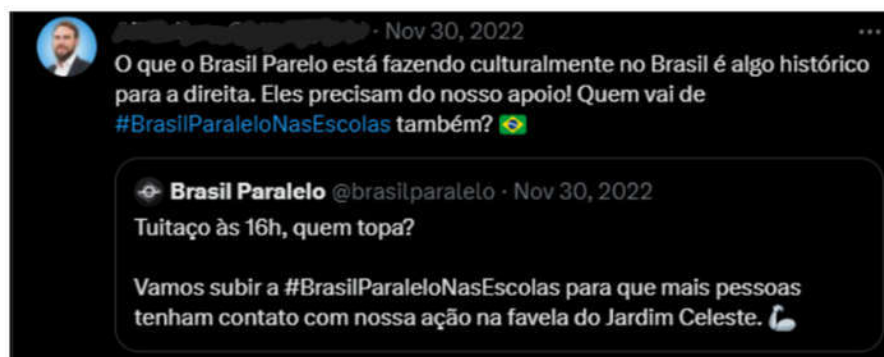 · Nov 30, 2022
O que o Brasil Parelo está fazendo culturalmente no Brasil é algo histórico
para a direita. Eles precisam do nosso apoio! Quem vai de
#BrasilParaleloNasEscolas também? 🇧🇷
Brasil Paralelo @brasilparalelo · Nov 30, 2022
Tuitaço às 16h, quem topa?
Vamos subir a #BrasilParaleloNasEscolas para que mais pessoas
tenham contato com nossa ação na favela do Jardim Celeste. 🦾